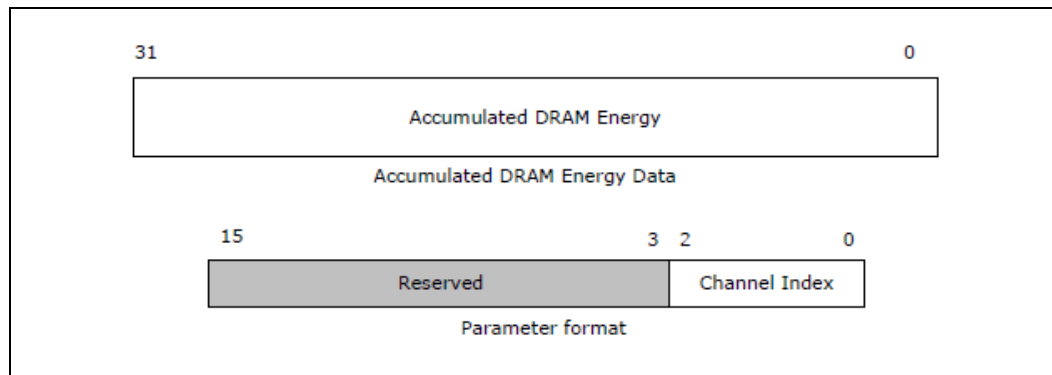 31 0
Accumulated DRAM Energy
Accumulated DRAM Energy Data
15 3 2 0
Reserved Channel Index
Parameter format